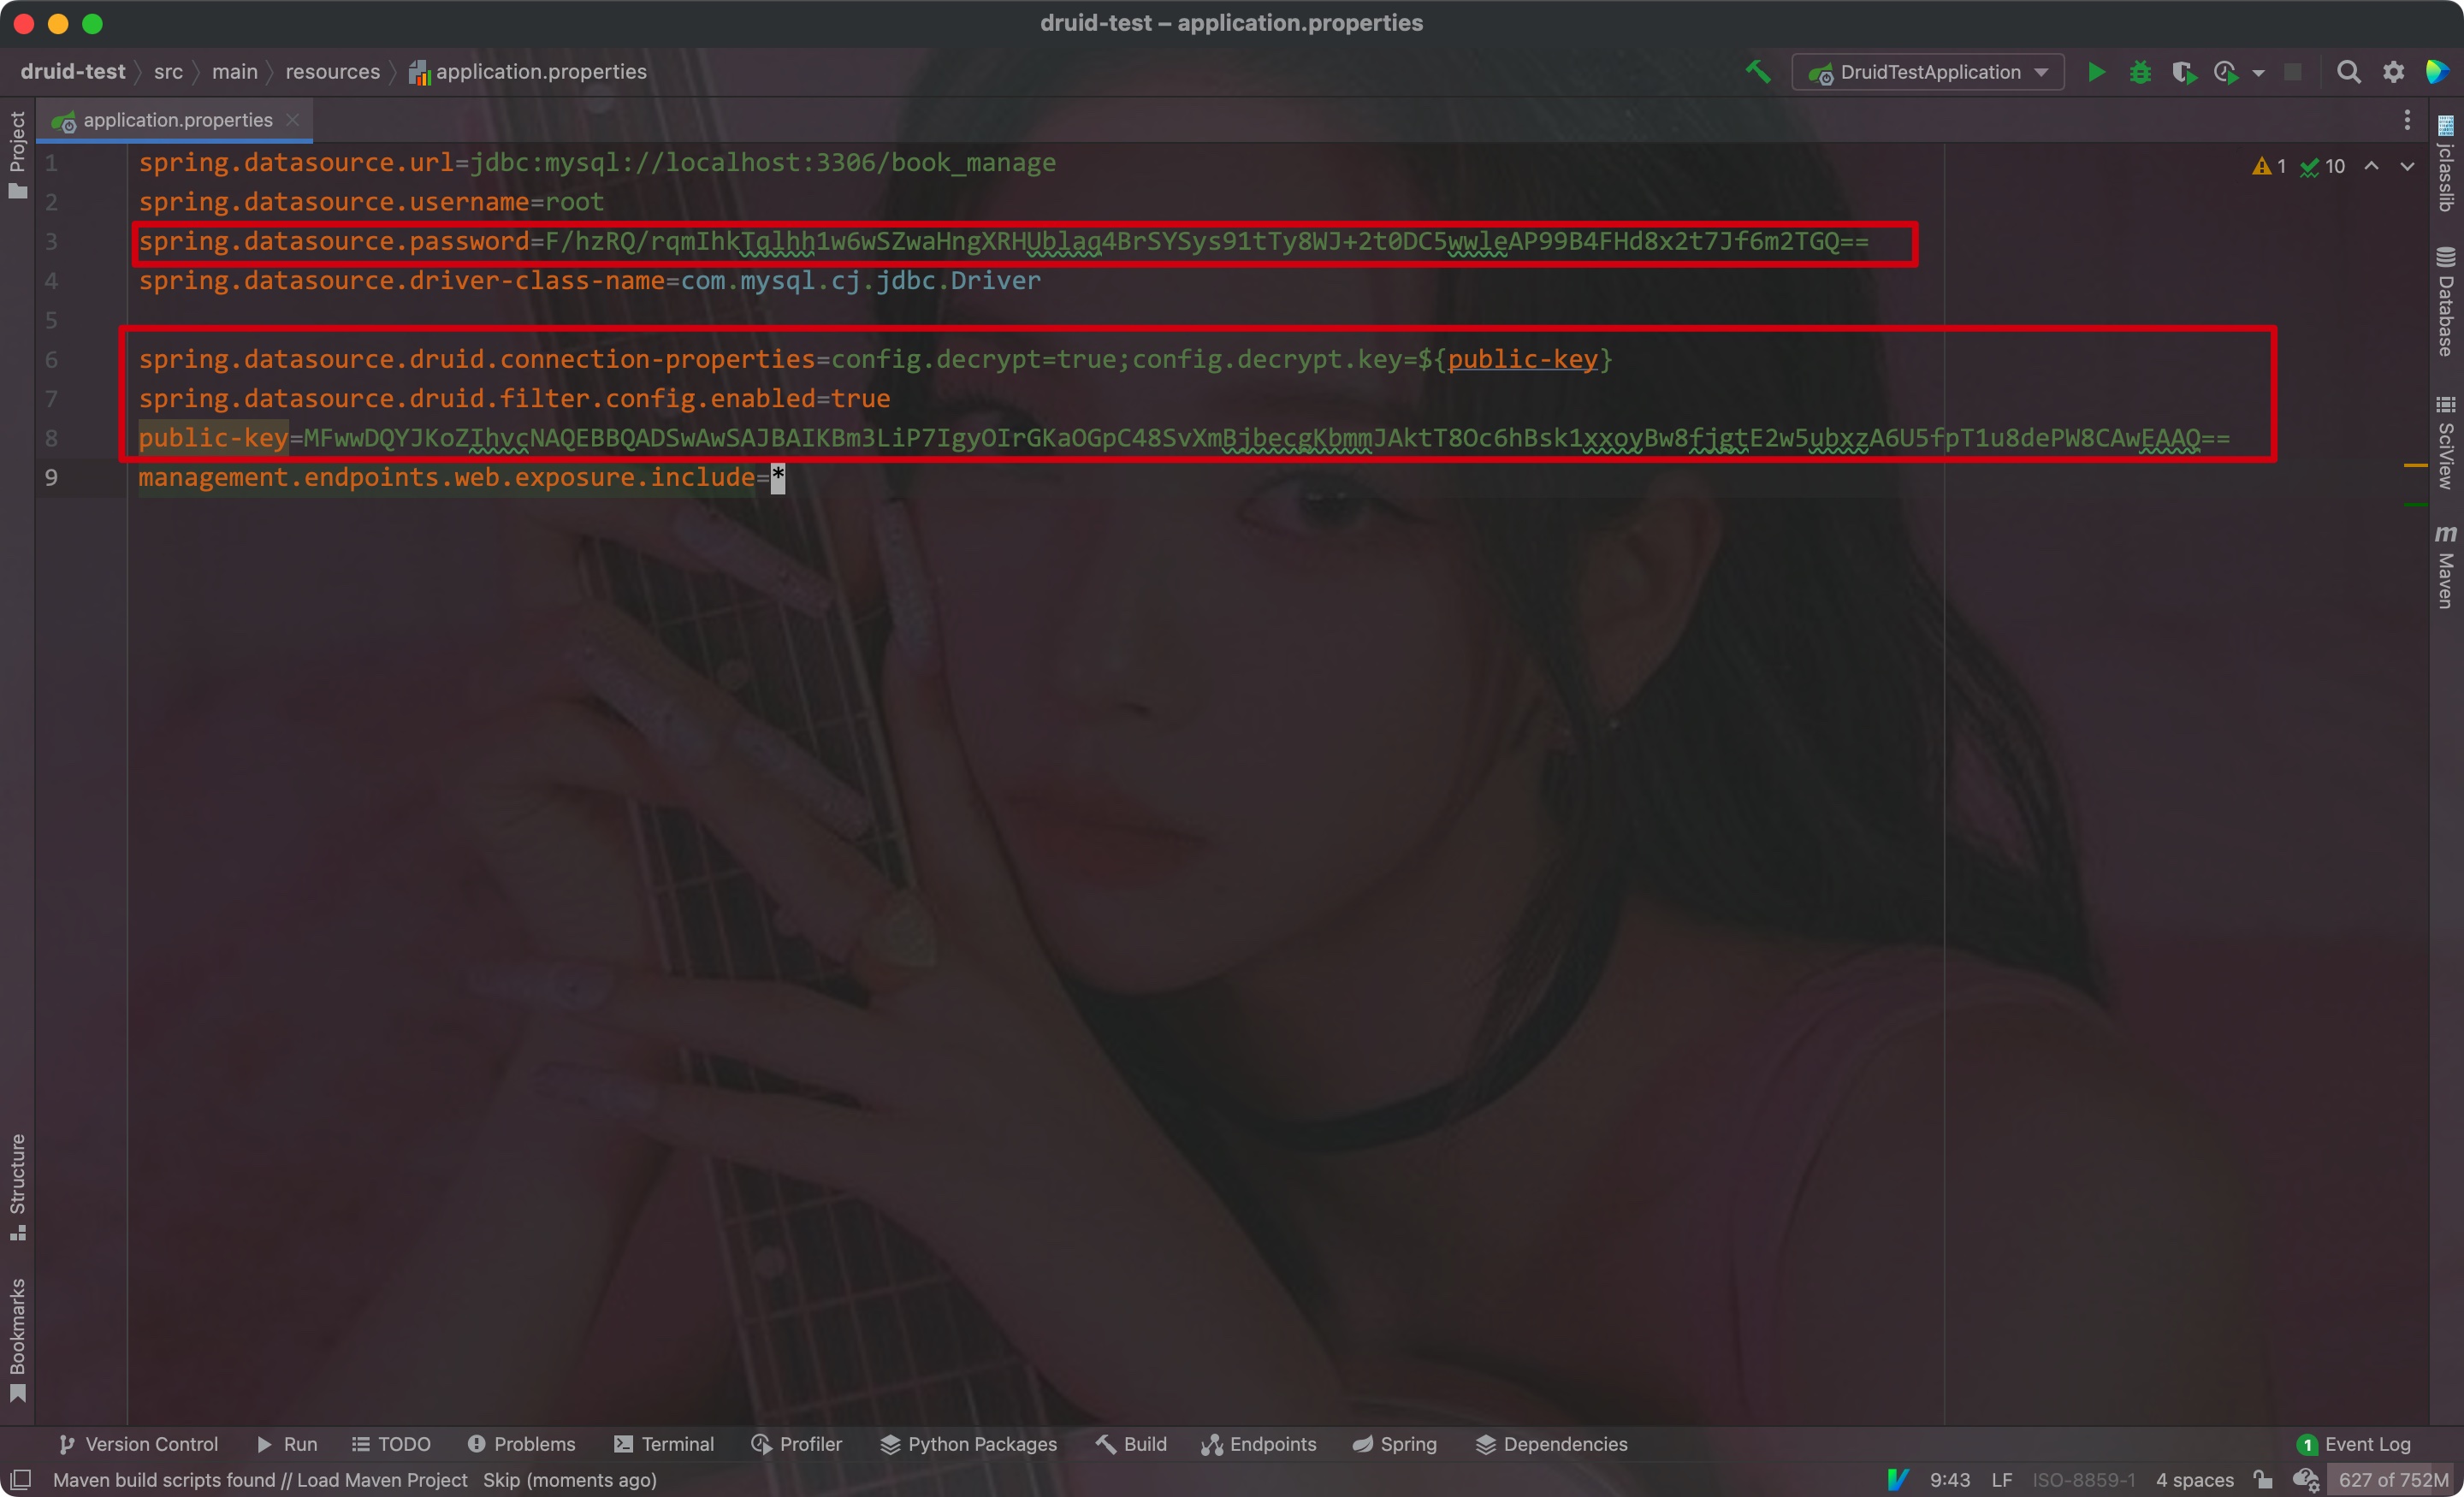 druid-test – application.properties
druid-test src main resources application.properties
DruidTestApplication
Project
application.properties
1 spring.datasource.url=jdbc:mysql://localhost:3306/book_manage
2 spring.datasource.username=root
3 spring.datasource.password=F/hzRQ/rqmIhkTqlhh1w6wSZwaHngXRHUblaq4BrSYSys91tTy8WJ+2t0DC5wwleAP99B4FHd8x2t7Jf6m2TGQ==
4 spring.datasource.driver-class-name=com.mysql.cj.jdbc.Driver
5
6 spring.datasource.druid.connection-properties=config.decrypt=true;config.decrypt.key=${public-key}
7 spring.datasource.druid.filter.config.enabled=true
8 public-key=MFwwDQYJKoZIhvcNAQEBBQADSwAwSAJBAIKBm3LiP7IgyOIrGKaOGpC48SvXmBjbecgKbmmJAktT8Oc6hBsk1xxoyBw8fjgtE2w5ubxzA6U5fpT1u8dePW8CAwEAAQ==
9 management.endpoints.web.exposure.include=*
1 10
jclasslib
Database
SciView
m Maven
Structure
Bookmarks
Version Control Run TODO Problems Terminal Profiler Python Packages Build Endpoints Spring Dependencies 1 Event Log
Maven build scripts found // Load Maven Project Skip (moments ago) 9:43 LF ISO-8859-1 4 spaces 627 of 752M